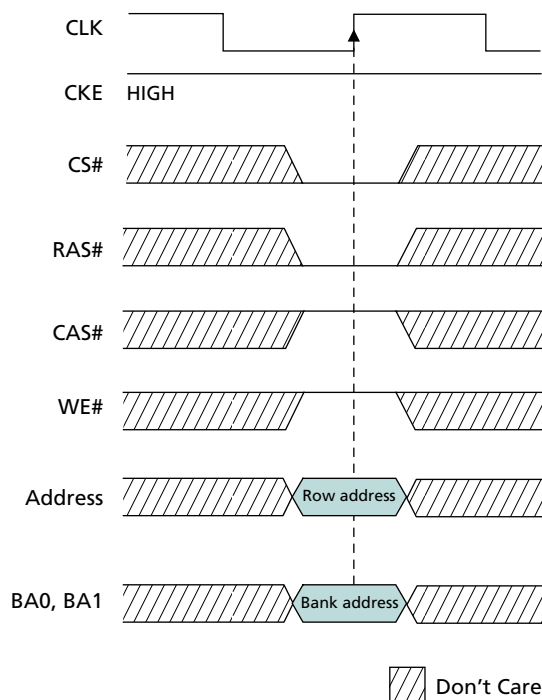 CLK
CKE HIGH
CS#
RAS#
CAS#
WE#
Address Row address
BA0, BA1 Bank address
Don't Care